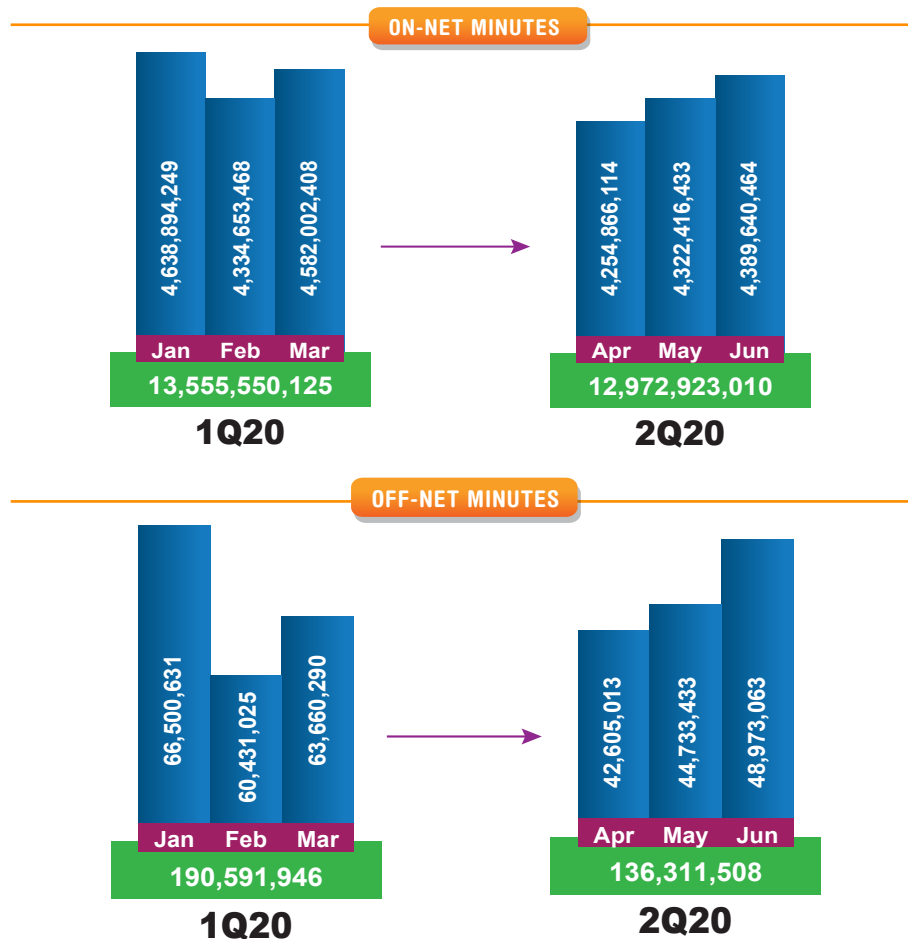 ON-NET MINUTES
4,638,894,249
4,334,653,468
4,582,002,408
Jan Feb Mar
13,555,550,125
1Q20
4,254,866,114
4,322,416,433
4,389,640,464
Apr May Jun
12,972,923,010
2Q20
OFF-NET MINUTES
66,500,631
60,431,025
63,660,290
Jan Feb Mar
190,591,946
1Q20
42,605,013
44,733,433
48,973,063
Apr May Jun
136,311,508
2Q20